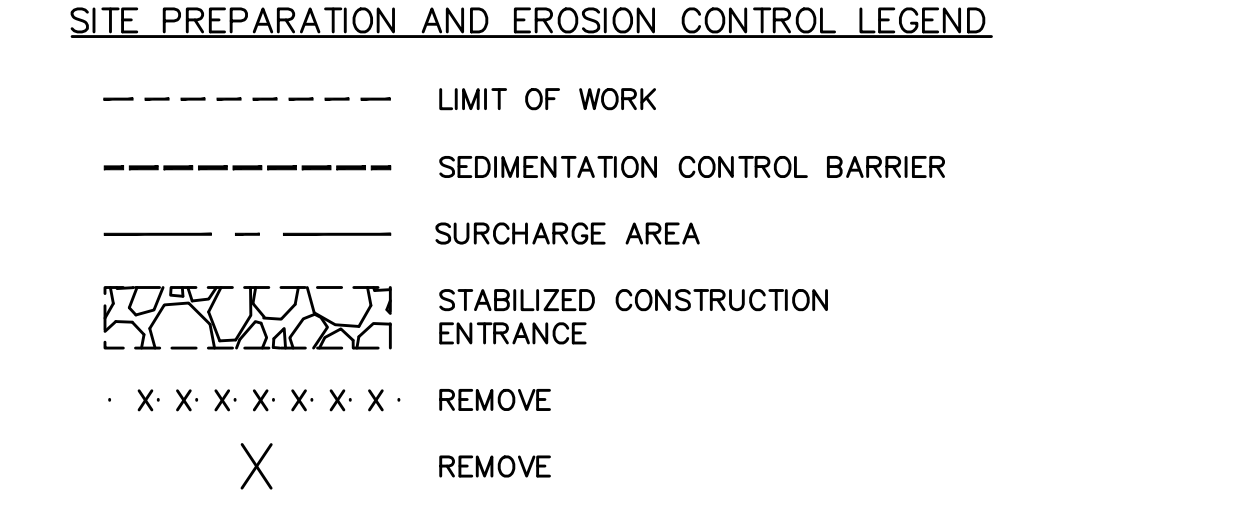 SITE PREPARATION AND EROSION CONTROL LEGEND
LIMIT OF WORK
SEDIMENTATION CONTROL BARRIER
SURCHARGE AREA
STABILIZED CONSTRUCTION
ENTRANCE
· X· X· X· X· X· X· X · REMOVE
X REMOVE